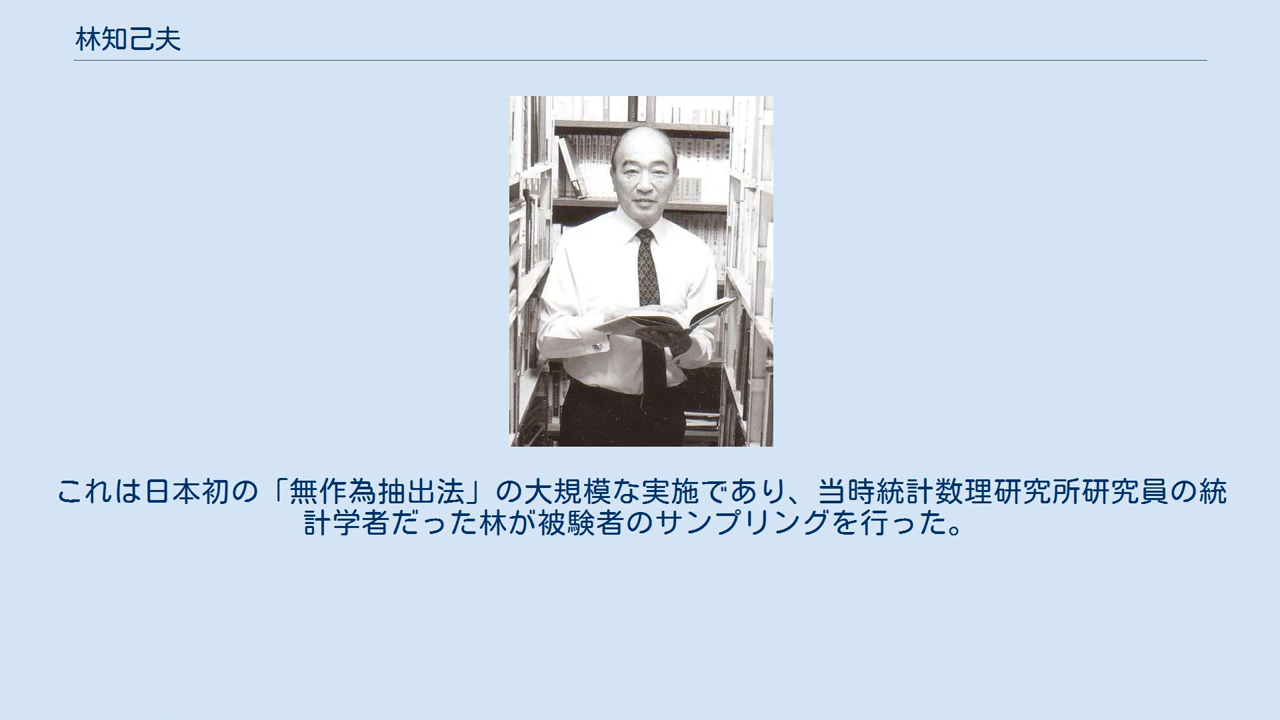 林知己夫
これは日本初の「無作為抽出法」の大規模な実施であり、当時統計数理研究所研究員の統
計学者だった林が被験者のサンプリングを行った。